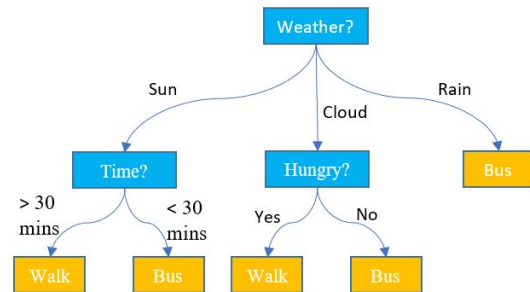 Weather?
Sun
Cloud
Rain
Time?
Hungry?
Bus
> 30
mins
< 30
mins
Yes
No
Walk
Bus
Walk
Bus